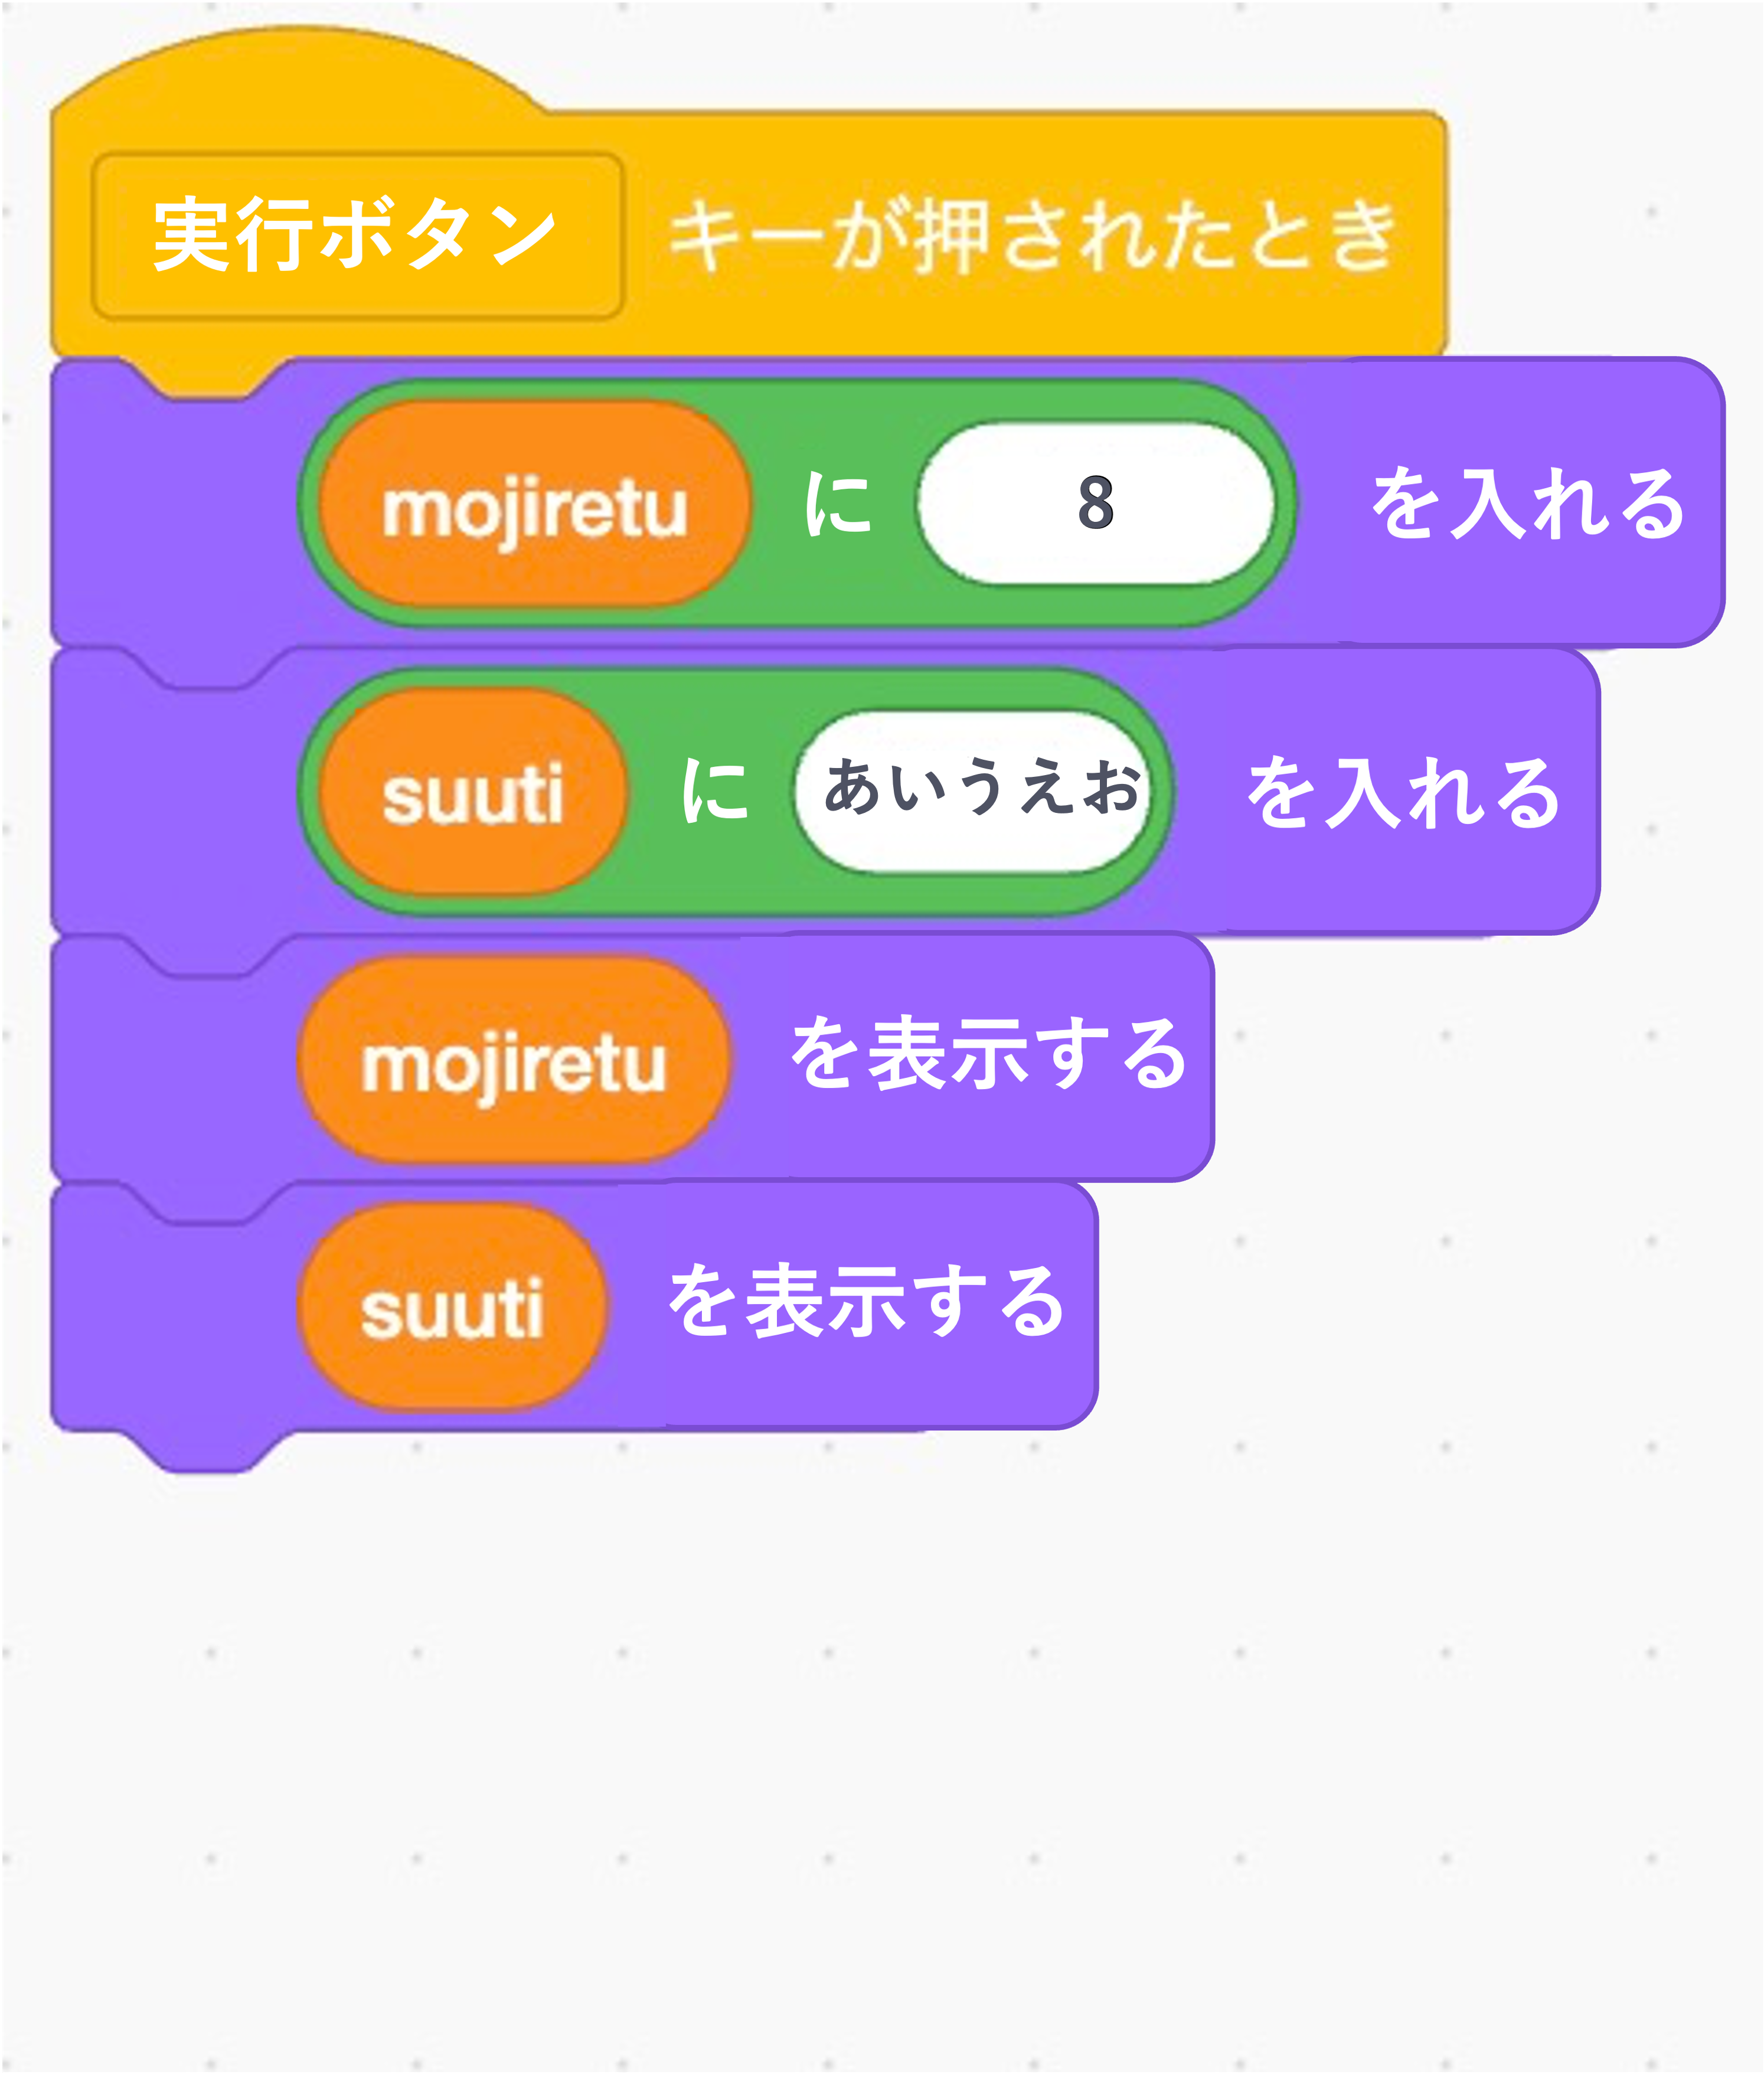 実行ボタン キーが押されたとき
mojiretu に 8 を入れる
suuti に あいうえお を入れる
mojiretu を表示する
suuti を表示する